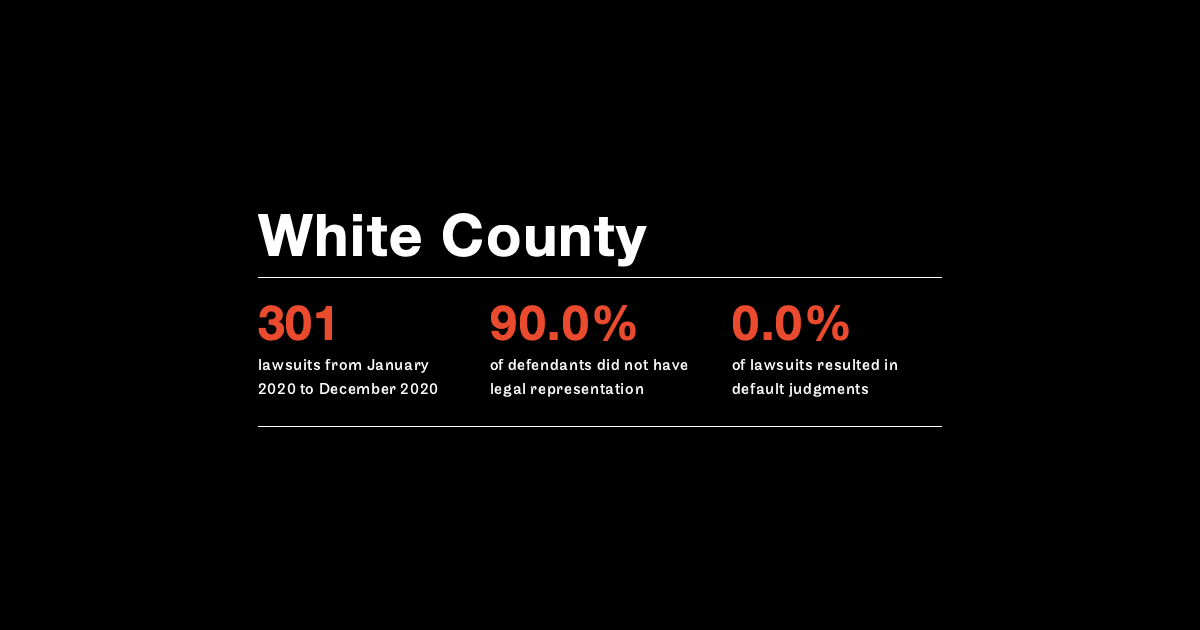 White County
301
lawsuits from January
2020 to December 2020
90.0%
of defendants did not have
legal representation
0.0%
of lawsuits resulted in
default judgments